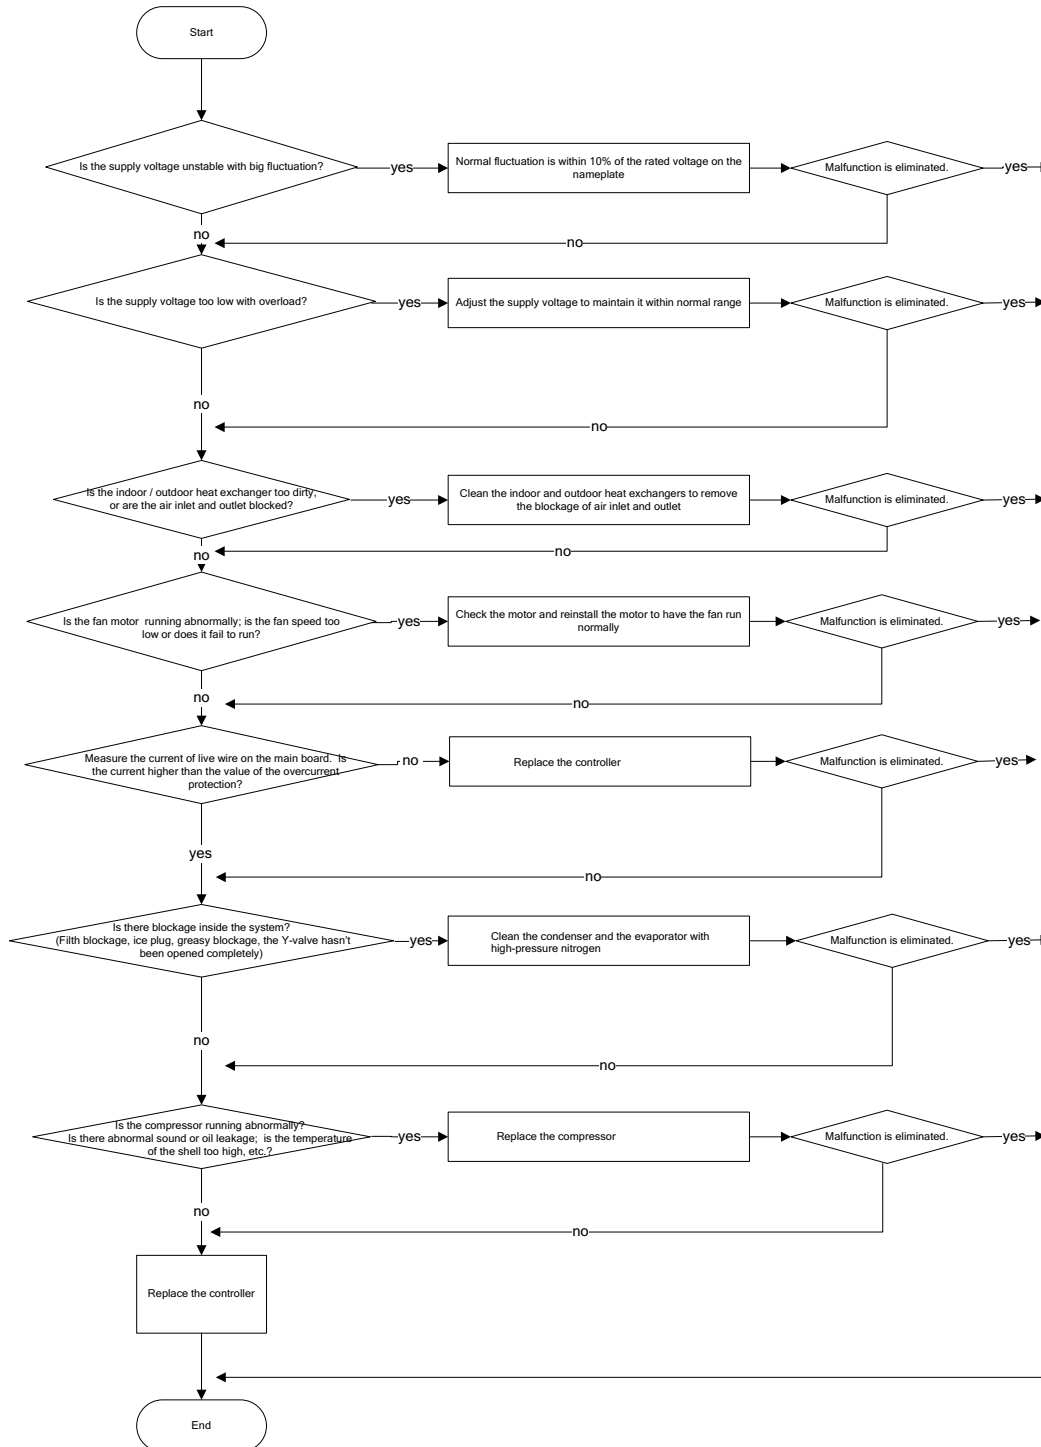 Start
Is the supply voltage unstable with big fluctuation?
yes
Normal fluctuation is within 10% of the rated voltage on the
nameplate
Malfunction is eliminated.
yes
no
no
Is the supply voltage too low with overload?
yes
Adjust the supply voltage to maintain it within normal range
Malfunction is eliminated.
yes
no
no
Is the indoor / outdoor heat exchanger too dirty,
or are the air inlet and outlet blocked?
yes
Clean the indoor and outdoor heat exchangers to remove
the blockage of air inlet and outlet
Malfunction is eliminated.
yes
no
no
Is the fan motor running abnormally; is the fan speed too
low or does it fail to run?
yes
Check the motor and reinstall the motor to have the fan run
normally
Malfunction is eliminated.
yes
no
no
Measure the current of live wire on the main board. Is
the current higher than the value of the overcurrent
protection?
no
Replace the controller
Malfunction is eliminated.
yes
yes
no
Is there blockage inside the system?
(Filth blockage, ice plug, greasy blockage, the Y-valve hasn't
been opened completely)
yes
Clean the condenser and the evaporator with
high-pressure nitrogen
Malfunction is eliminated.
yes
no
no
Is the compressor running abnormally?
Is there abnormal sound or oil leakage; is the temperature
of the shell too high, etc.?
yes
Replace the compressor
Malfunction is eliminated.
yes
no
no
Replace the controller
End